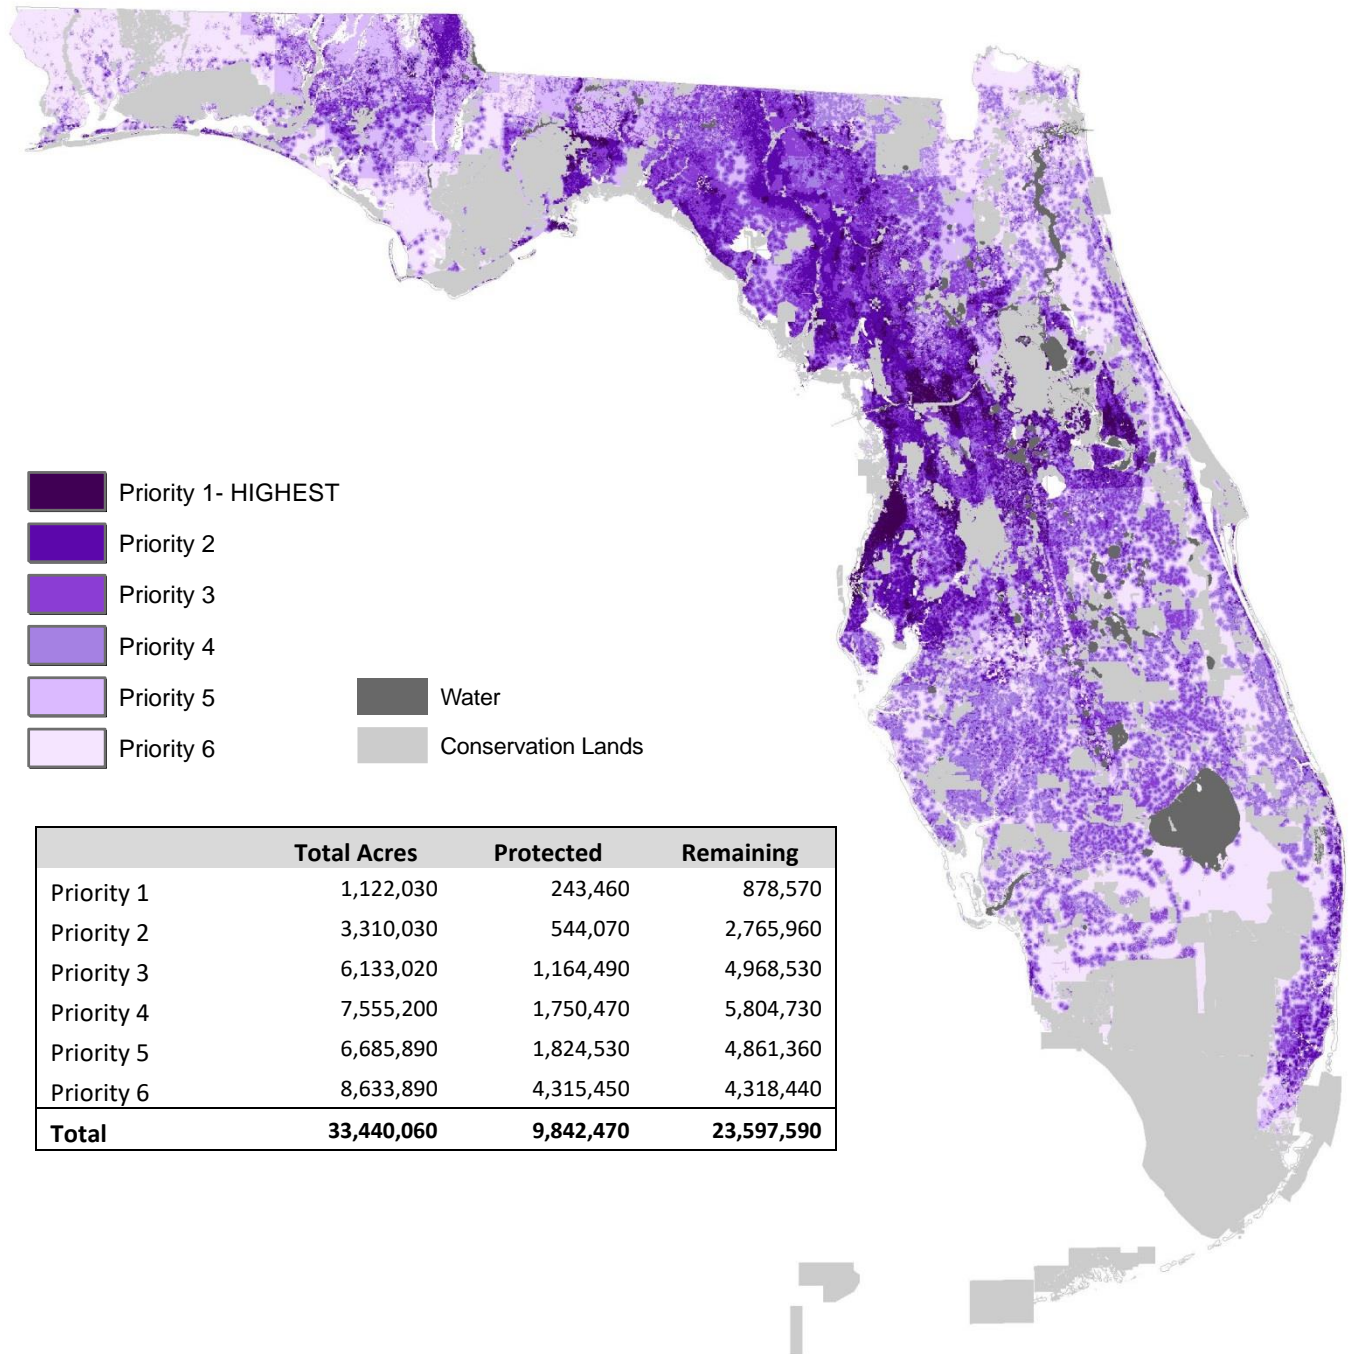 Priority 1- HIGHEST
Priority 2
Priority 3
Priority 4
Priority 5
Priority 6
Water
Conservation Lands
Total Acres Protected Remaining
Priority 1 1,122,030 243,460 878,570
Priority 2 3,310,030 544,070 2,765,960
Priority 3 6,133,020 1,164,490 4,968,530
Priority 4 7,555,200 1,750,470 5,804,730
Priority 5 6,685,890 1,824,530 4,861,360
Priority 6 8,633,890 4,315,450 4,318,440
Total 33,440,060 9,842,470 23,597,590